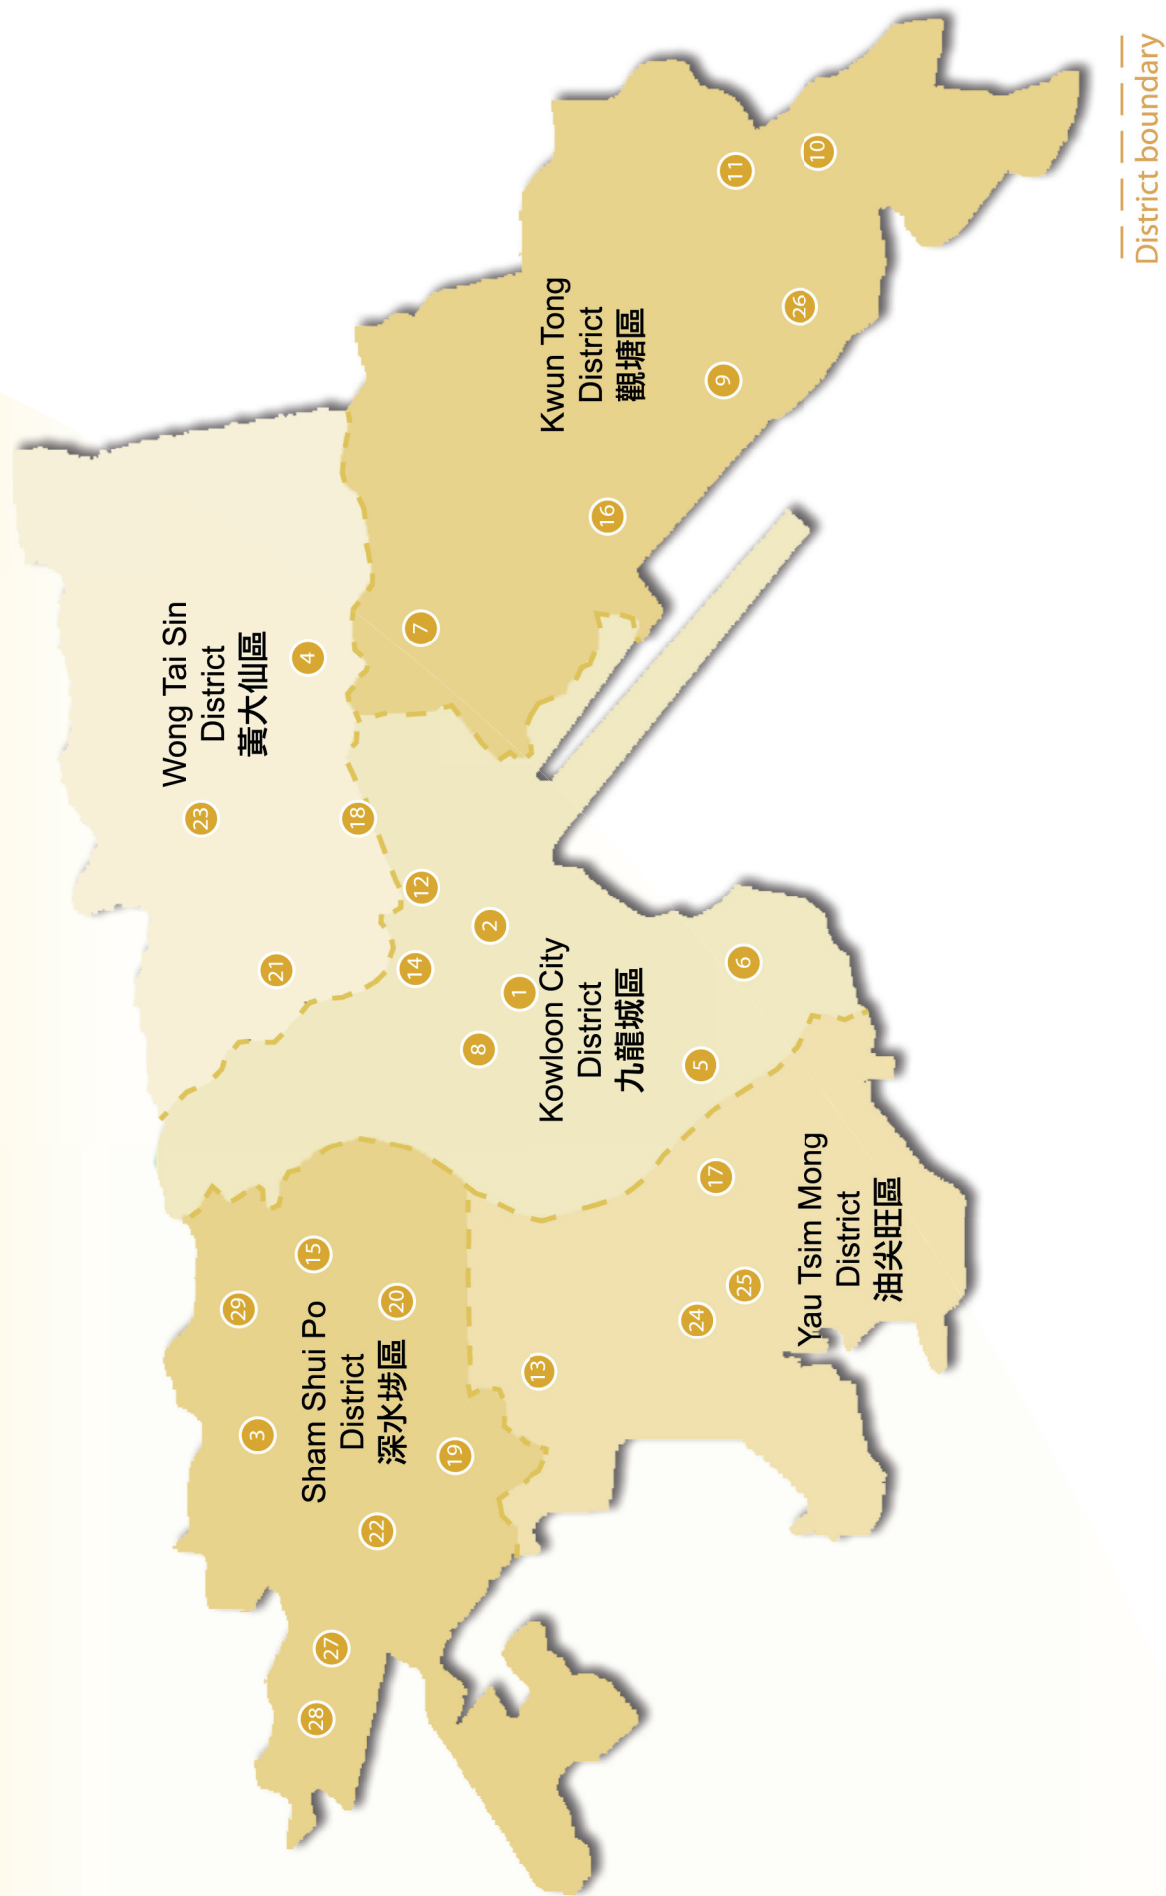 Wong Tai Sin
District
黃大仙區
23
29
3
21
4
15
Sham Shui Po
District
深水埗區
28
27
18
22
20
14
7
12
19
8
2
1
13
Kowloon City
District
九龍城區
Kwun Tong
District
觀塘區
16
24
5
17
9
11
6
25
26
Yau Tsim Mong
District
油尖旺區
10
District boundary